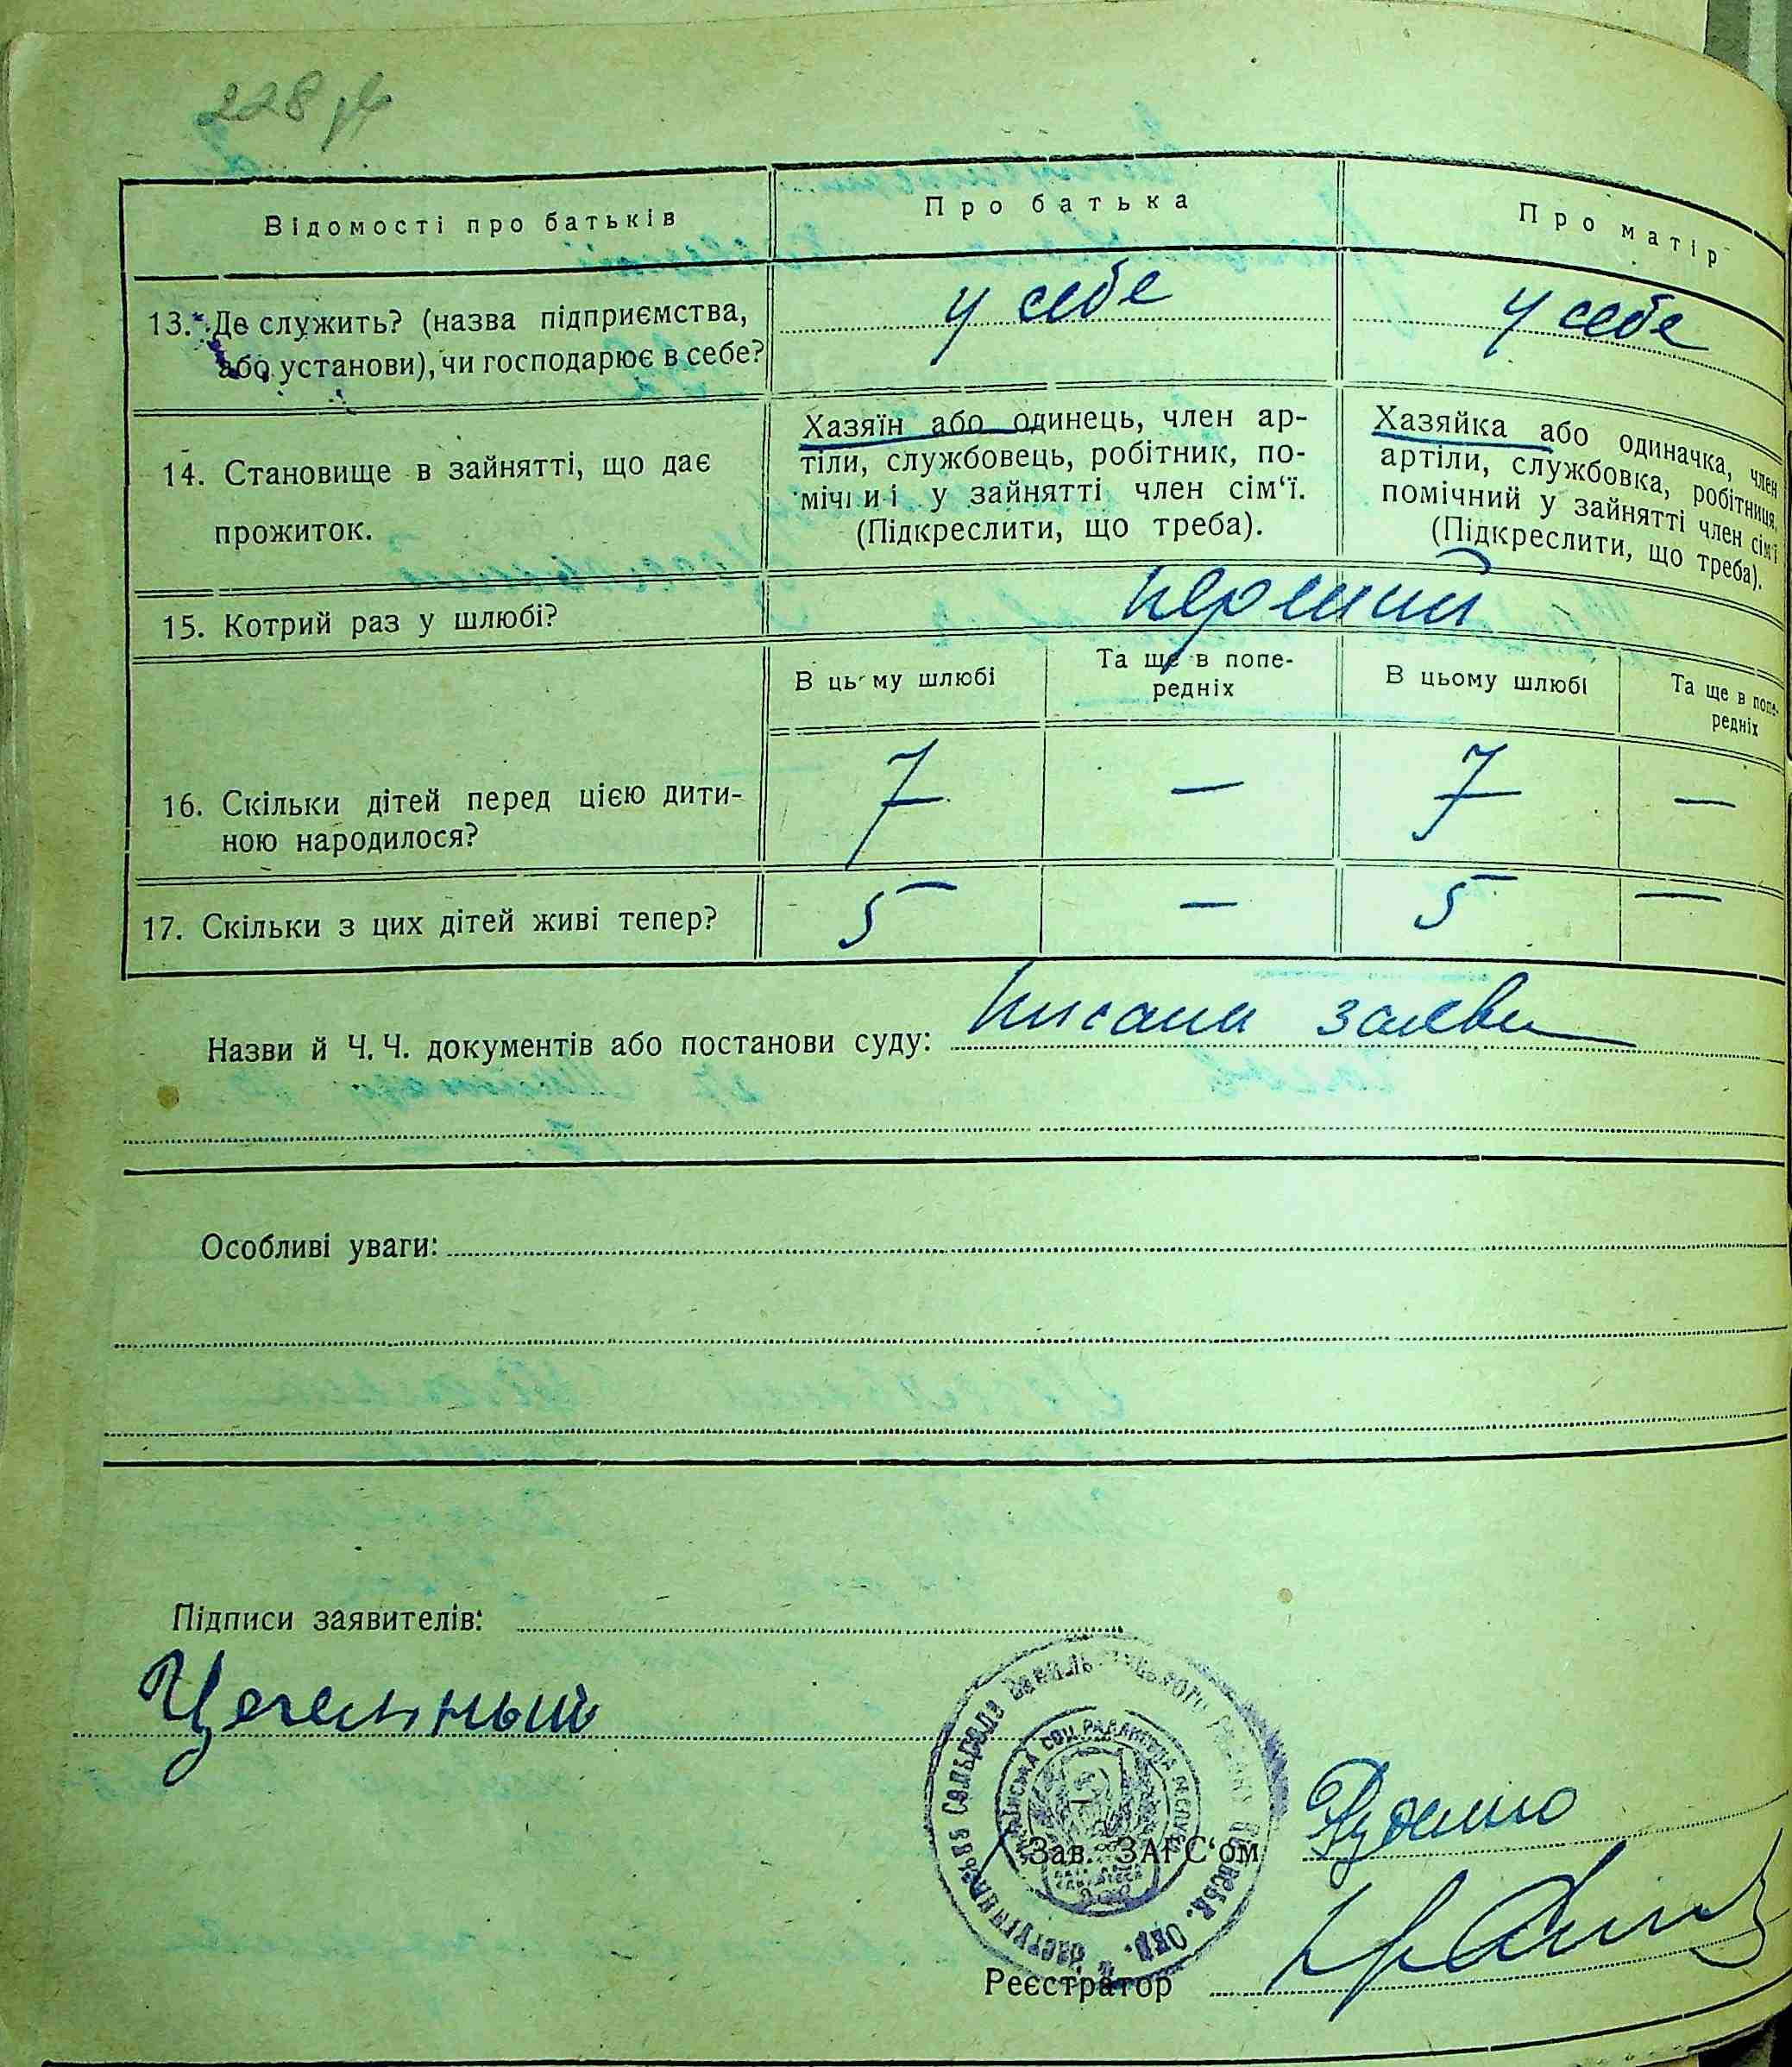 228
Відомості про батьків
Про батька
Про матір
13. Де служить? (назва підприємства,
або установи), чи господарює в себе?
у себе
у себе
14. Становище в зайнятті, що дає
прожиток.
Хазяїн або одинець, член ар-
тіли, службовець, робітник, по-
мічний у зайнятті член сім‘ї.
(Підкреслити, що треба).
Хазяйка або одиначка, член
артіли, службовка, робітниця,
помічний у зайнятті член сім‘ї
(Підкреслити, що треба).
15. Котрий раз у шлюбі?
перший
В цьому шлюбі
Та ще в попе-
редніх
В цьому шлюбі
Та ще в попе-
редніх
16. Скільки дітей перед цією дити-
ною народилося?
7
—
7
—
17. Скільки з цих дітей живі тепер?
5
—
5
—
Назви й Ч. Ч. документів або постанови суду:
заяви
Особливі уваги:
Підписи заявителів:
Цегельный
Зав. ЗАГС‘ом
Реєстратор